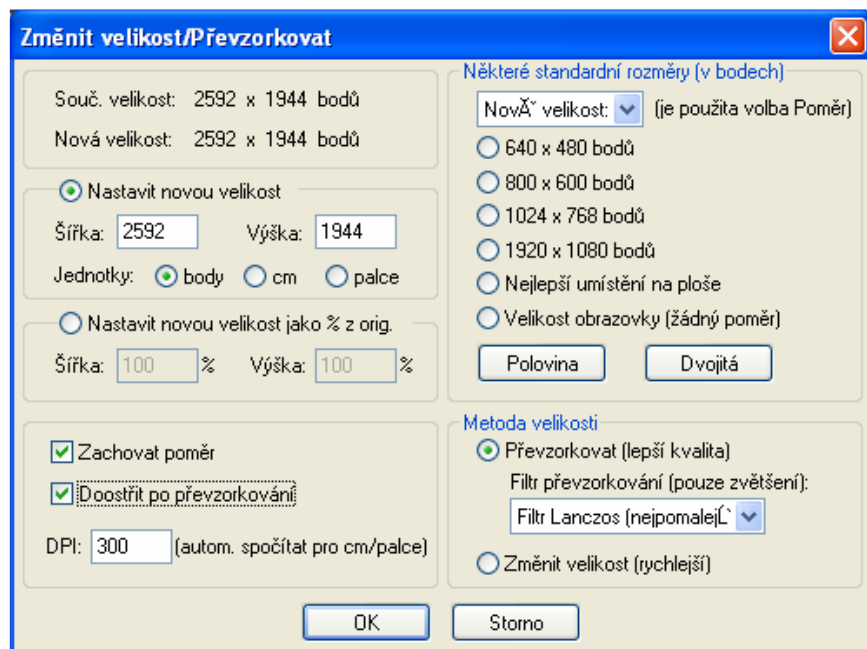 Změnit velikost/Převzorkovat
Souč. velikost: 2592 x 1944 bodů
Nová velikost: 2592 x 1944 bodů
Nastavit novou velikost
Šířka: 2592 Výška: 1944
Jednotky: body cm palce
Nastavit novou velikost jako % z orig.
Šířka: 100 % Výška: 100 %
Zachovat poměr
Doostřit po převzorkování
DPI: 300 (autom. spočítat pro cm/palce)
Některé standardní rozměry (v bodech)
NovĂˇ velikost: (je použita volba Poměr)
640 x 480 bodů
800 x 600 bodů
1024 x 768 bodů
1920 x 1080 bodů
Nejlepší umístění na ploše
Velikost obrazovky (žádný poměr)
Polovina Dvojitá
Metoda velikosti
Převzorkovat (lepší kvalita)
Filtr převzorkování (pouze zvětšení):
Filtr Lanczos (nejpomalejĹˇ
Změnit velikost (rychlejší)
OK Storno